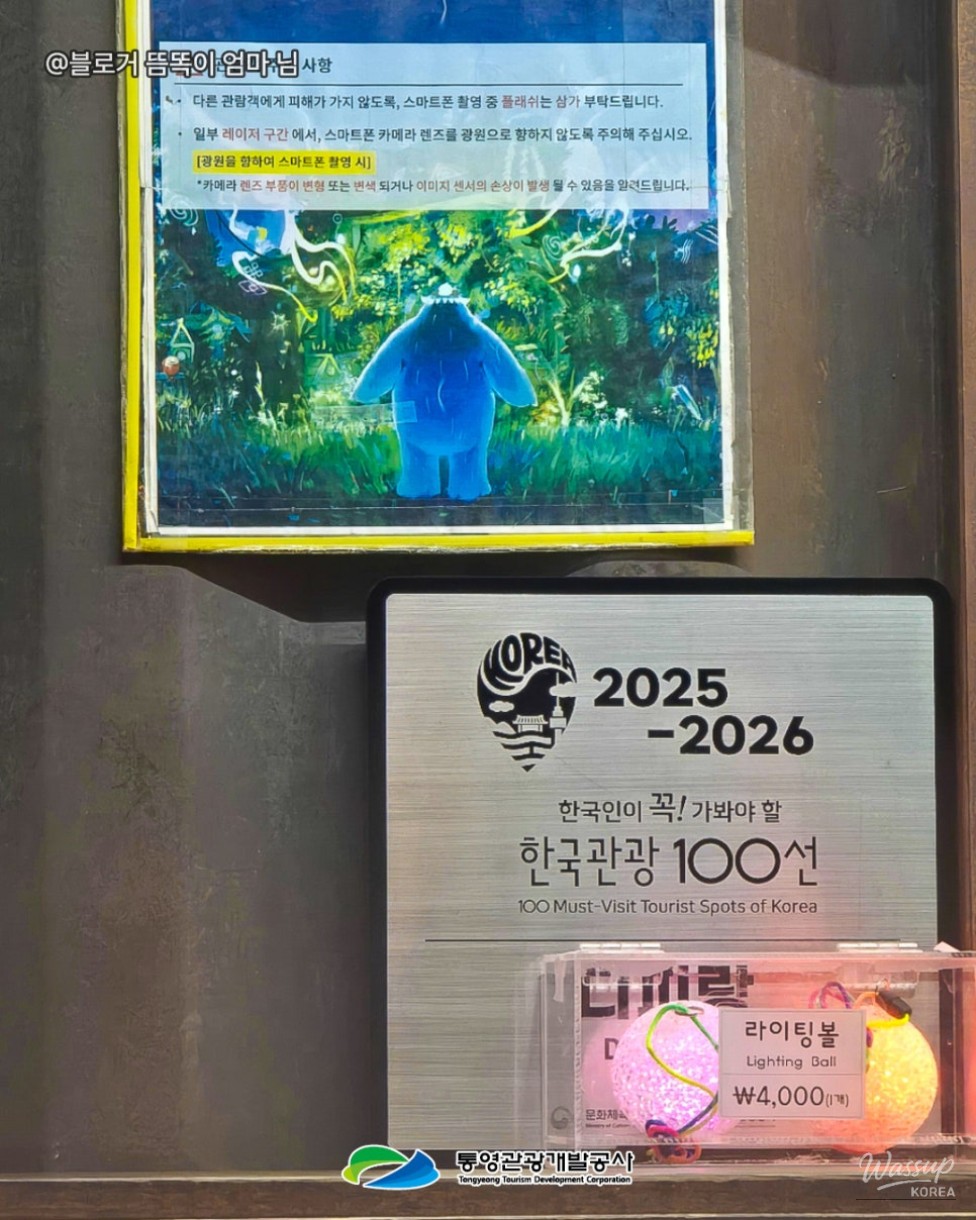 @블로거 뜸뚝이 엄마 님
사항
다른 관람객에게 피해가 가지 않도록, 스마트폰 촬영 중 플래쉬는 삼가 부탁드립니다.
일부 레이저 구간 에서, 스마트폰 카메라 렌즈를 광원으로 향하지 않도록 주의해 주십시오.
[광원을 향하여 스마트폰 촬영 시]
*카메라 렌즈 부품이 변형 또는 변색 되거나 이미지 센서의 손상이 발생 될 수 있음을 알려드립니다.
KOREA
2025
-2026
한국인이 꼭! 가봐야 할
한국관광 100선
100 Must-Visit Tourist Spots of Korea
라이팅볼
Lighting Ball
₩4,000(1개)
통영관광개발공사
Tongyeong Tourism Development Corporation
Wassup
KOREA